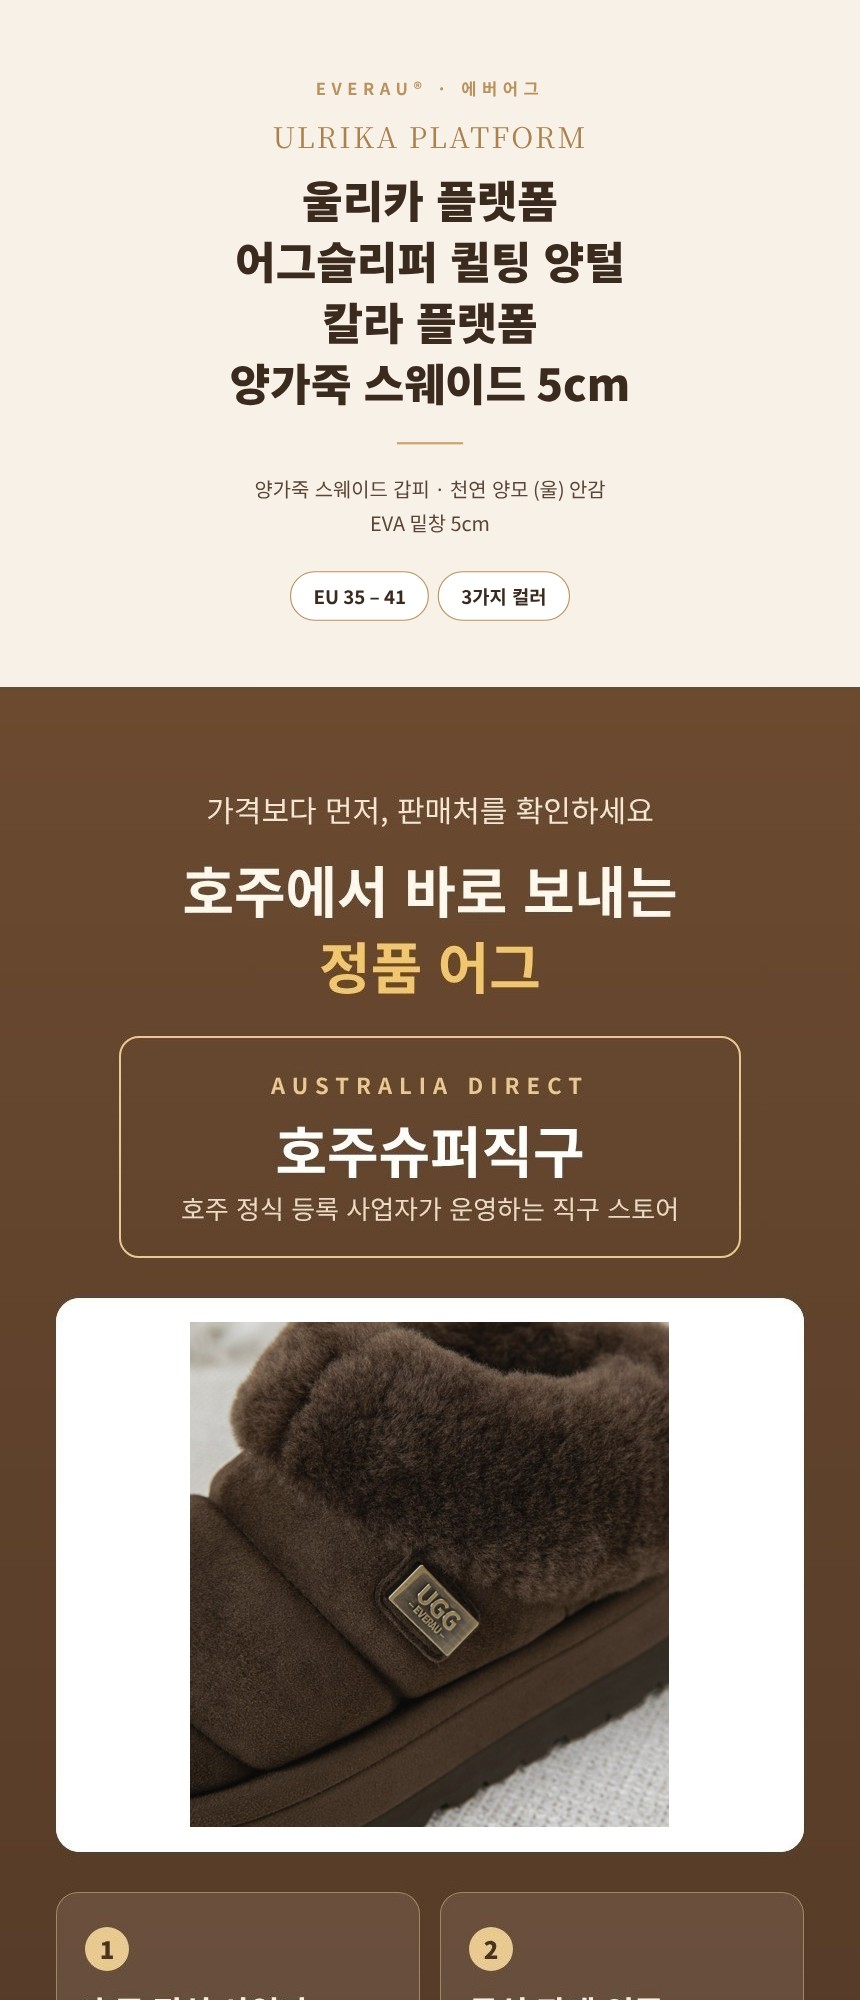 EVERAU® · 에버어그
ULRIKA PLATFORM
울리카 플랫폼
어그슬리퍼 퀼팅 양털
칼라 플랫폼
양가죽 스웨이드 5cm
양가죽 스웨이드 갑피 · 천연 양모 (울) 안감
EVA 밑창 5cm
EU 35 – 41
3가지 컬러
가격보다 먼저, 판매처를 확인하세요
호주에서 바로 보내는
정품 어그
AUSTRALIA DIRECT
호주슈퍼직구
호주 정식 등록 사업자가 운영하는 직구 스토어
UGG
–EVERAU–
1
2